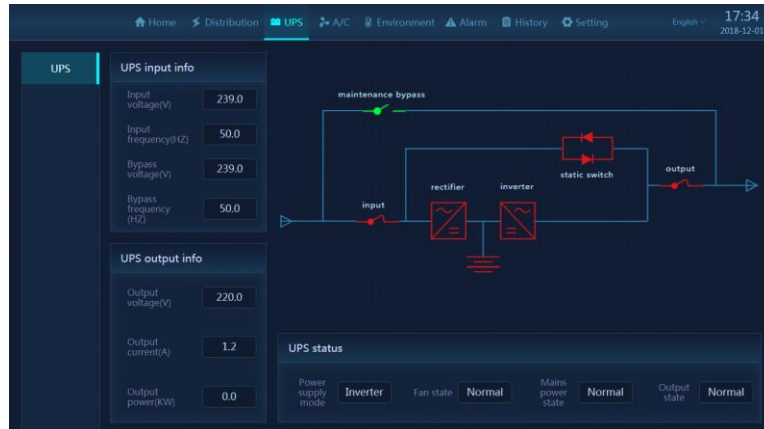 Home Distribution UPS A/C Environment Alarm History Setting English 17:34
2018-12-01
UPS
UPS input info
Input
voltage(V)
239.0
Input
frequency(HZ)
50.0
Bypass
voltage(V)
239.0
Bypass
frequency
(HZ)
50.0
UPS output info
Output
voltage(V)
220.0
Output
current(A)
1.2
Output
power(KW)
0.0
maintenance bypass
static switch
output
rectifier
inverter
input
UPS status
Power
supply
mode
Inverter
Fan state
Normal
Mains
power
state
Normal
Output
state
Normal